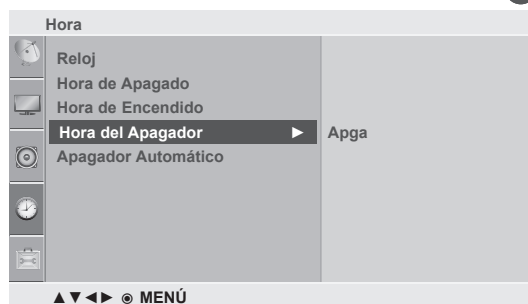 Hora
Reloj
Hora de Apagado
Hora de Encendido
Hora del Apagador ► Apga
Apagador Automático
▲▼◄► ◉ MENÚ